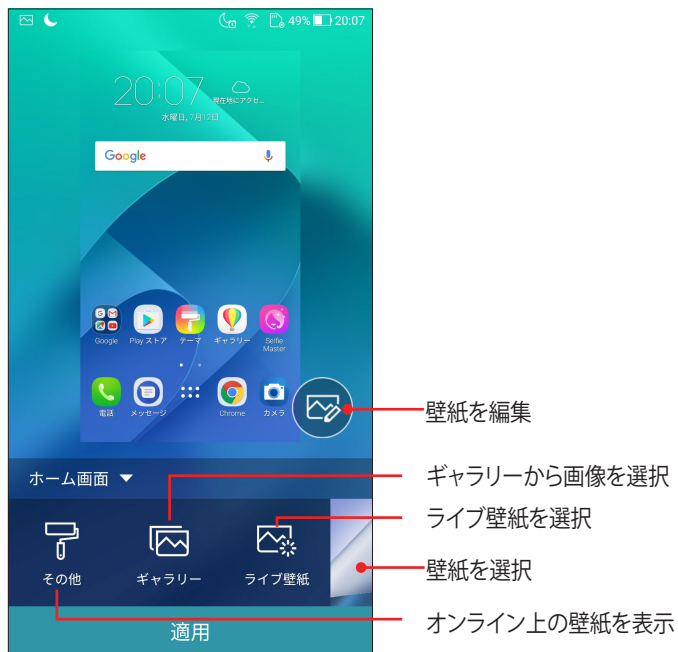 49% 20:07
20:07
現在地にアクセ...
水曜日, 7月12日
Google
Google Play ストア テーマ ギャラリー Selfie Master
電話 メッセージ Chrome カメラ
壁紙を編集
ホーム画面
ギャラリーから画像を選択
ライブ壁紙を選択
その他 ギャラリー ライブ壁紙
壁紙を選択
適用
オンライン上の壁紙を表示